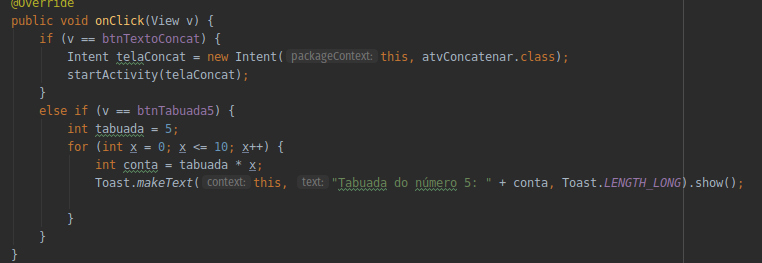 @Override
public void onClick(View v) {
if (v == btnTextoConcat) {
Intent telaConcat = new Intent( packageContext: this, atvConcatenar.class);
startActivity(telaConcat);
}
else if (v == btnTabuada5) {
int tabuada = 5;
for (int x = 0; x <= 10; x++) {
int conta = tabuada * x;
Toast.makeText( context: this, text: "Tabuada do número 5: " + conta, Toast.LENGTH_LONG).show();
}
}
}